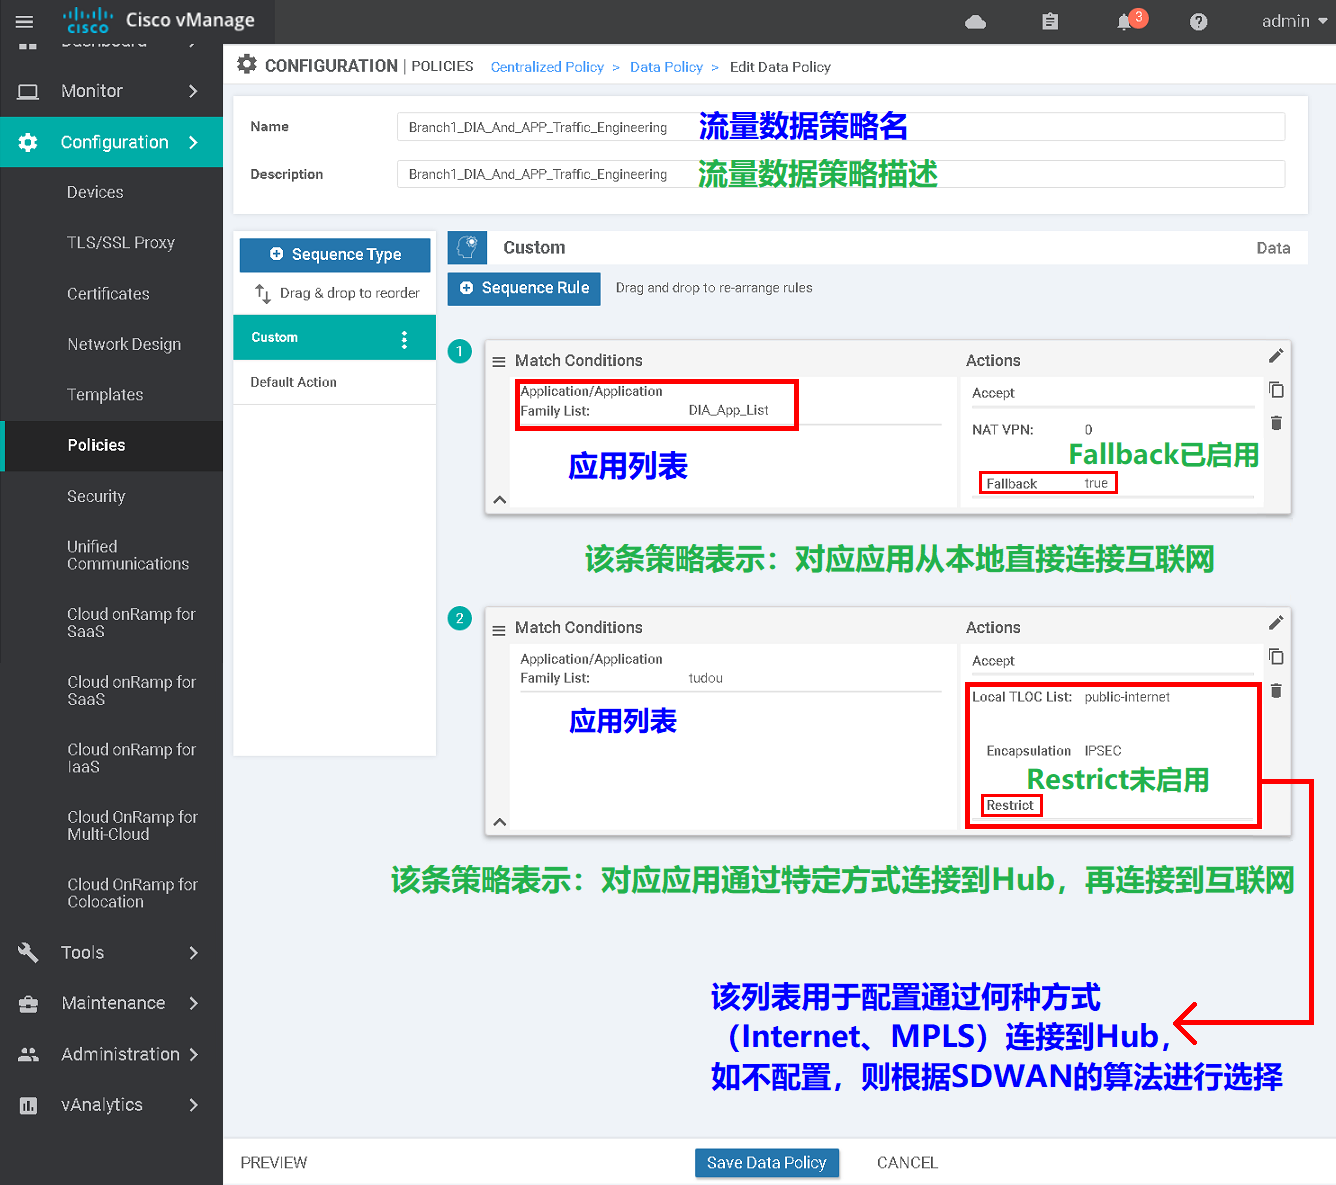 cisco Cisco vManage
3
admin
Dashboard
Monitor
Configuration
Devices
TLS/SSL Proxy
Certificates
Network Design
Templates
Policies
Security
Unified
Communications
Cloud onRamp for
SaaS
Cloud onRamp for
SaaS
Cloud onRamp for
IaaS
Cloud OnRamp for
Multi-Cloud
Cloud OnRamp for
Colocation
Tools
Maintenance
Administration
vAnalytics
CONFIGURATION | POLICIES Centralized Policy > Data Policy > Edit Data Policy
Name Branch1_DIA_And_APP_Traffic_Engineering 流量数据策略名
Description Branch1_DIA_And_APP_Traffic_Engineering 流量数据策略描述
Sequence Type
Drag & drop to reorder
Custom
Default Action
Custom Data
Sequence Rule Drag and drop to re-arrange rules
1
Match Conditions
Application/Application
Family List: DIA_App_List
应用列表
Actions
Accept
NAT VPN: 0
Fallback已启用
Fallback true
该条策略表示：对应应用从本地直接连接互联网
2
Match Conditions
Application/Application
Family List: tudou
应用列表
Actions
Accept
Local TLOC List: public-internet
Encapsulation IPSEC
Restrict未启用
Restrict
该条策略表示：对应应用通过特定方式连接到Hub，再连接到互联网
该列表用于配置通过何种方式
（Internet、MPLS）连接到Hub，
如不配置，则根据SDWAN的算法进行选择
PREVIEW
Save Data Policy
CANCEL